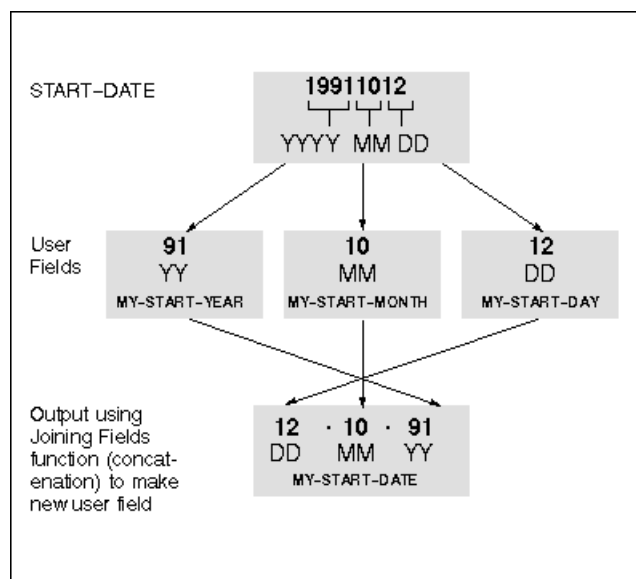 START-DATE
19911012
YYYY MM DD
User
Fields
91
YY
MY-START-YEAR
10
MM
MY-START-MONTH
12
DD
MY-START-DAY
Output using
Joining Fields
function (concat-
enation) to make
new user field
12 · 10 · 91
DD MM YY
MY-START-DATE